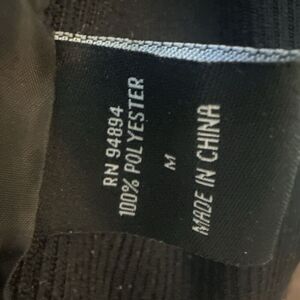 RN 94894
100% POLYESTER
M
MADE IN CHINA